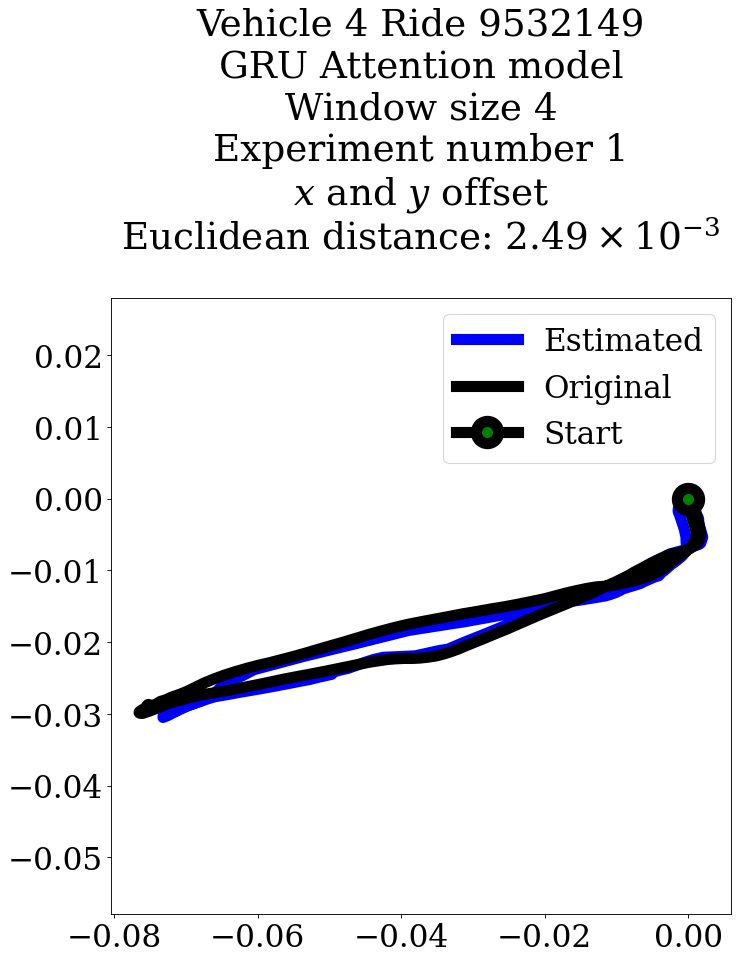 Vehicle 4 Ride 9532149
GRU Attention model
Window size 4
Experiment number 1
x and y offset
Euclidean distance: 2.49 × 10⁻³
Estimated
Original
Start
0.02
0.01
0.00
−0.01
−0.02
−0.03
−0.04
−0.05
−0.08 −0.06 −0.04 −0.02 0.00